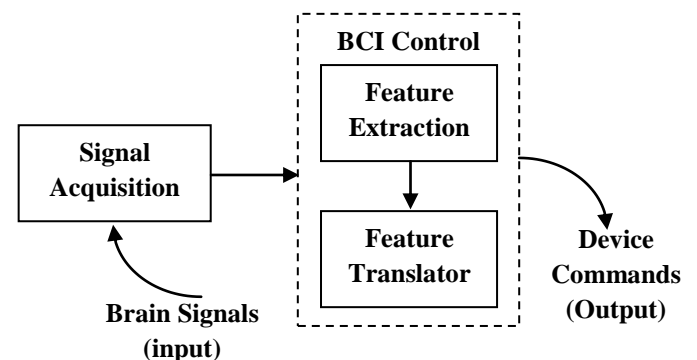 BCI Control
Feature
Extraction
Signal
Acquisition
Feature
Translator
Brain Signals
(input)
Device
Commands
(Output)